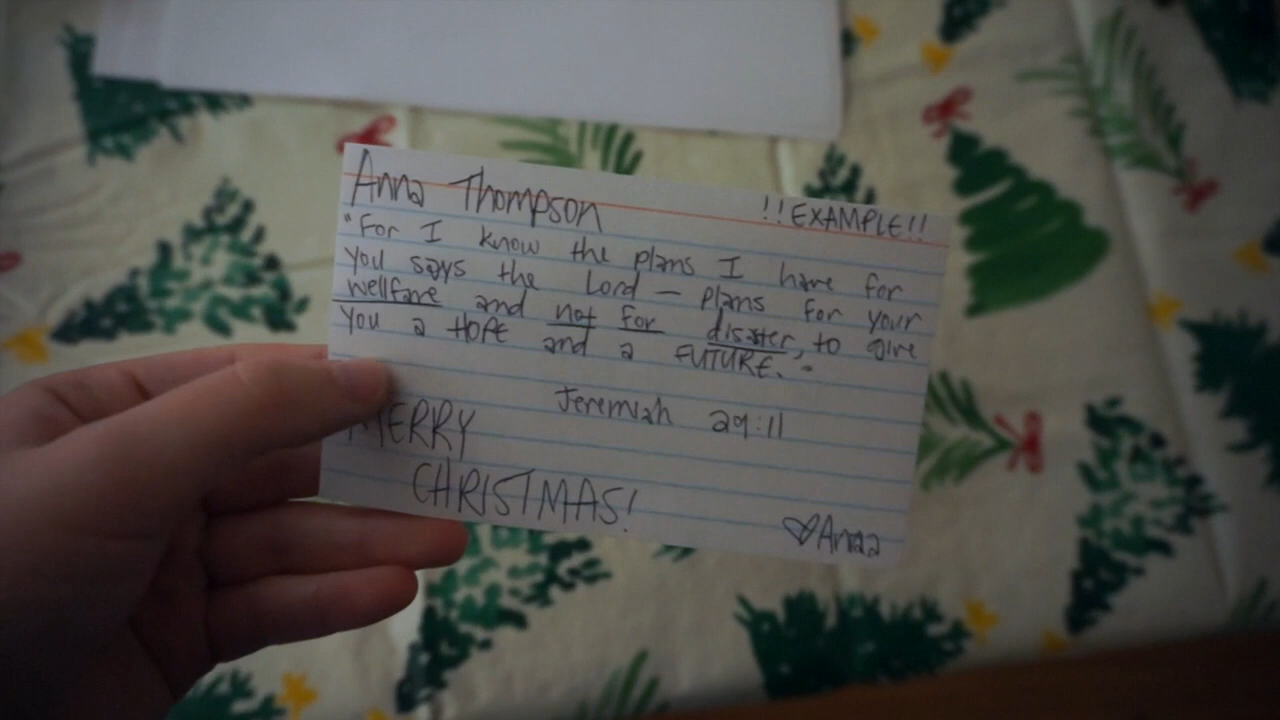 Anna Thompson
!!EXAMPLE!!
"For I know the plans I have for
you says the Lord — plans for your
wellfare and not for disaster, to give
you a HOPE and a FUTURE."
Jeremiah 29:11
MERRY
CHRISTMAS!
♡Anna